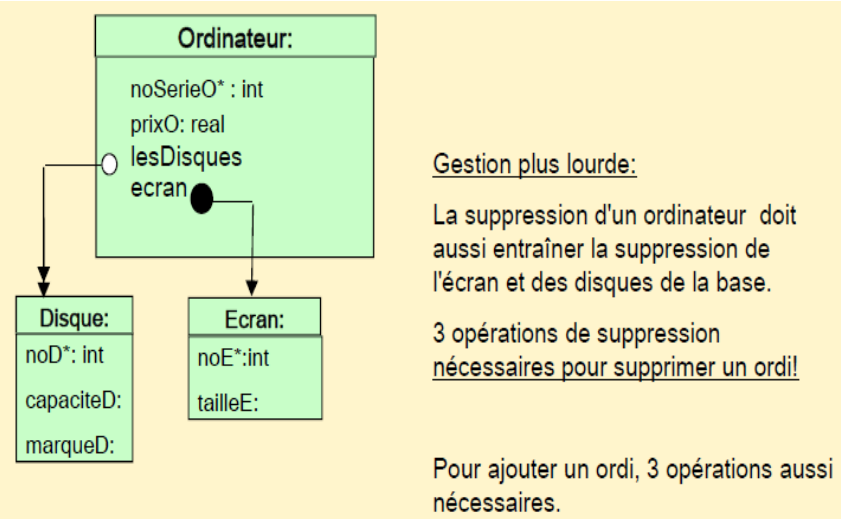 Ordinateur:
noSerieO* : int
prixO: real
lesDisques
ecran
Disque:
noD*: int
capaciteD:
marqueD:
Ecran:
noE*:int
tailleE:
Gestion plus lourde:
La suppression d'un ordinateur doit
aussi entraîner la suppression de
l'écran et des disques de la base.
3 opérations de suppression
nécessaires pour supprimer un ordi!
Pour ajouter un ordi, 3 opérations aussi
nécessaires.